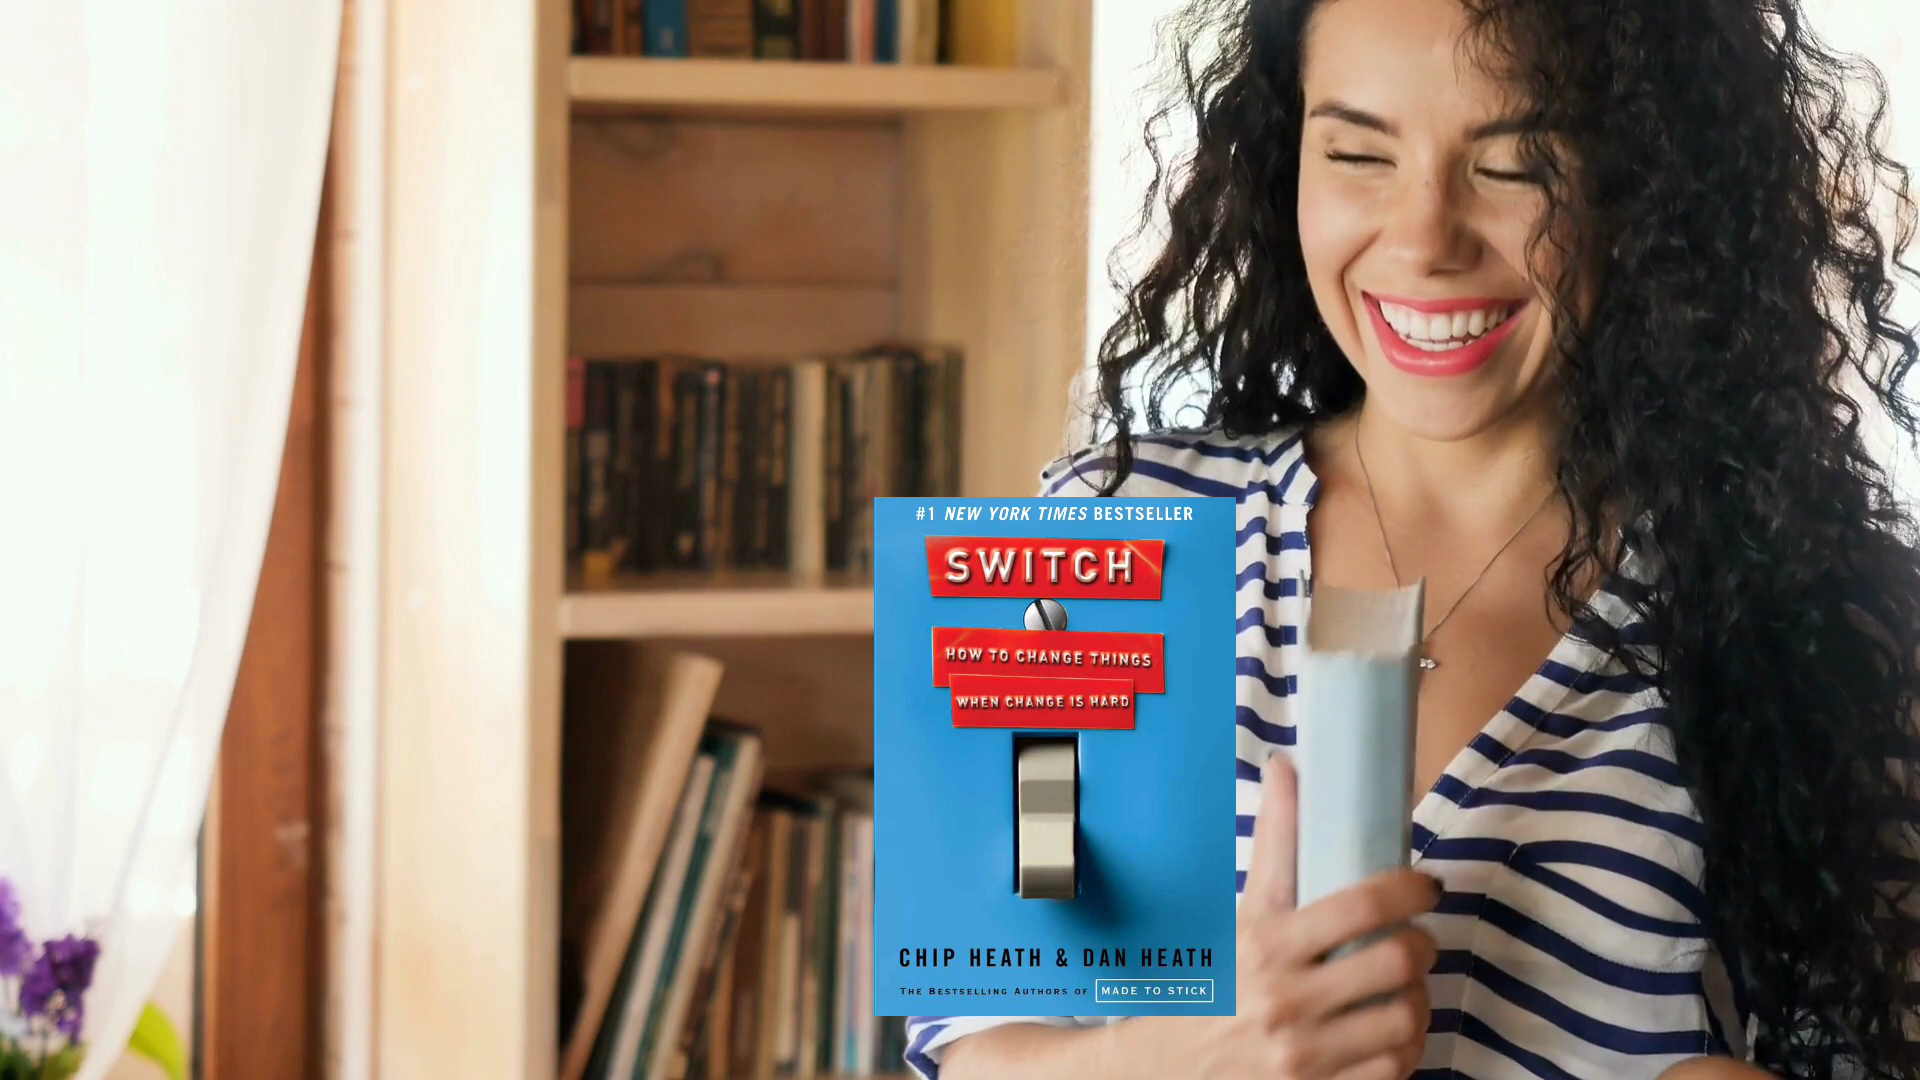 #1 NEW YORK TIMES BESTSELLER
SWITCH
HOW TO CHANGE THINGS
WHEN CHANGE IS HARD
CHIP HEATH & DAN HEATH
THE BESTSELLING AUTHORS OF MADE TO STICK